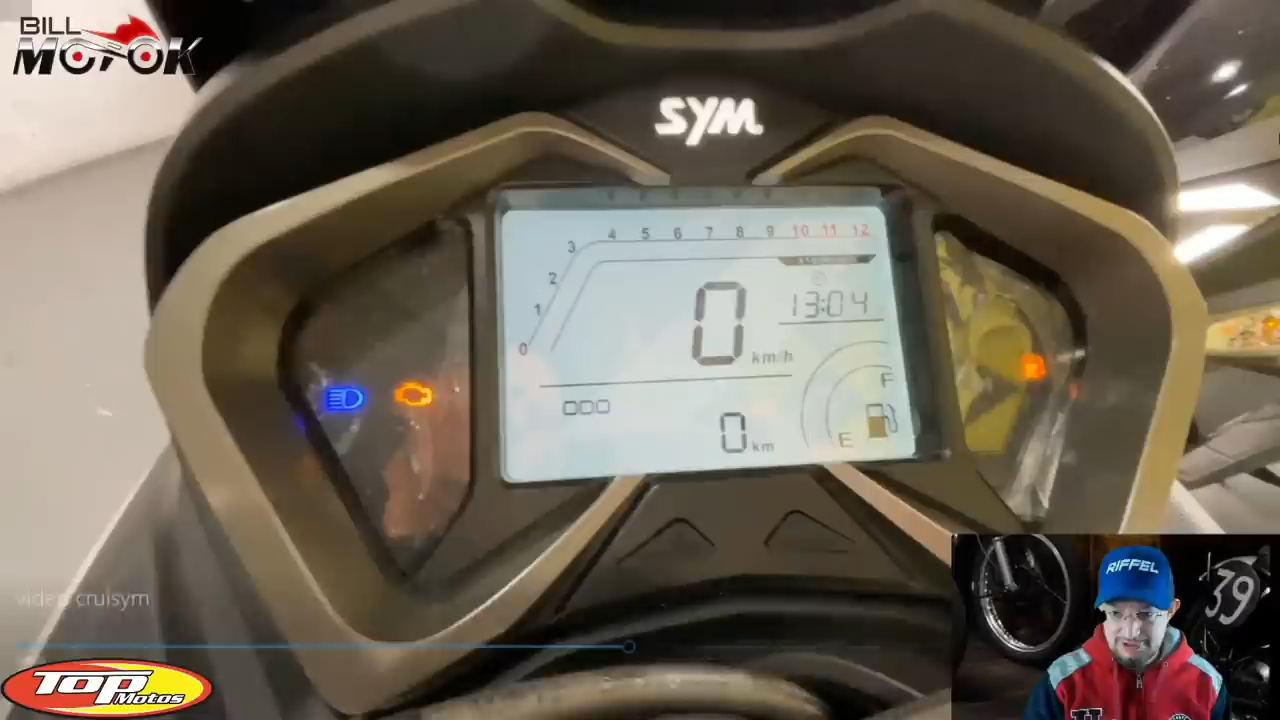 BILL
MOTOK
SYM
0 1 2 3 4 5 6 7 8 9 10 11 12
13:04
0 km/h
F
000
0 km
E
RIFFEL
39
video cruisym
TOP
MOTOS